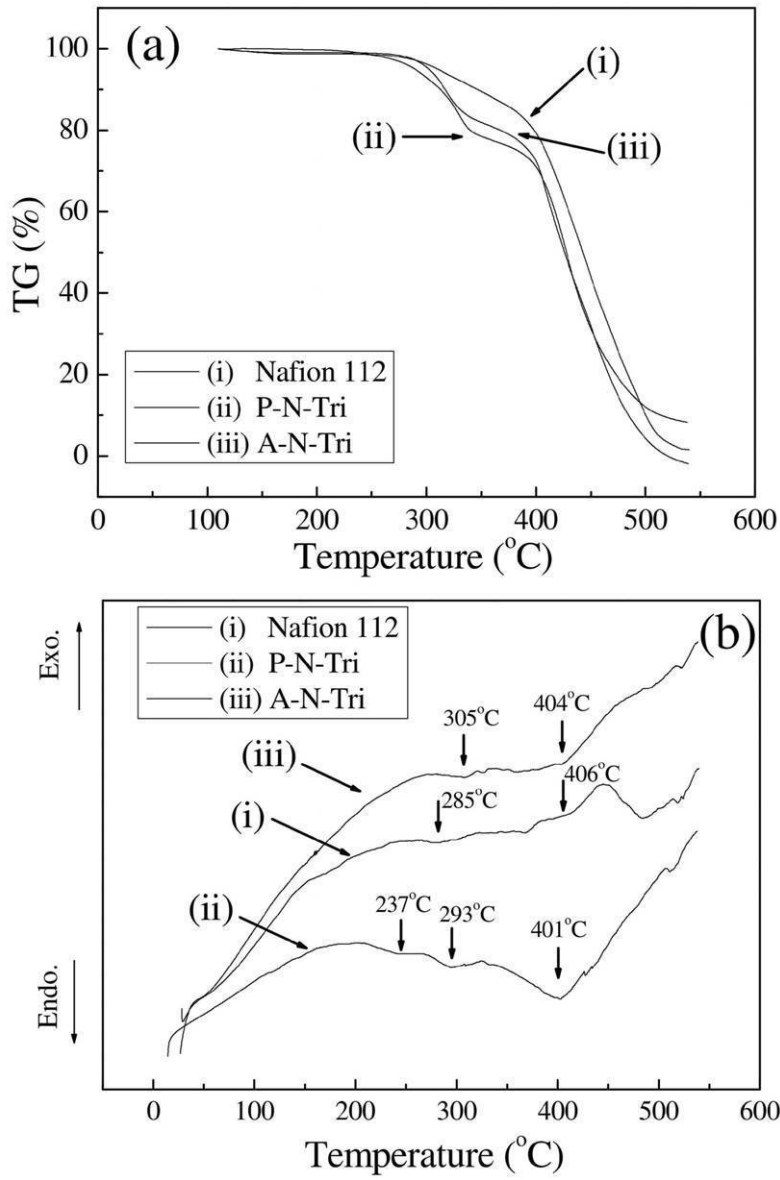 (a)
100
80
60
40
20
0
TG (%)
(i)
(ii)
(iii)
(i) Nafion 112
(ii) P-N-Tri
(iii) A-N-Tri
0 100 200 300 400 500 600
Temperature (°C)
(b)
Exo.
Endo.
(i) Nafion 112
(ii) P-N-Tri
(iii) A-N-Tri
305°C
404°C
(iii)
406°C
(i)
285°C
(ii)
237°C
293°C
401°C
0 100 200 300 400 500 600
Temperature (°C)